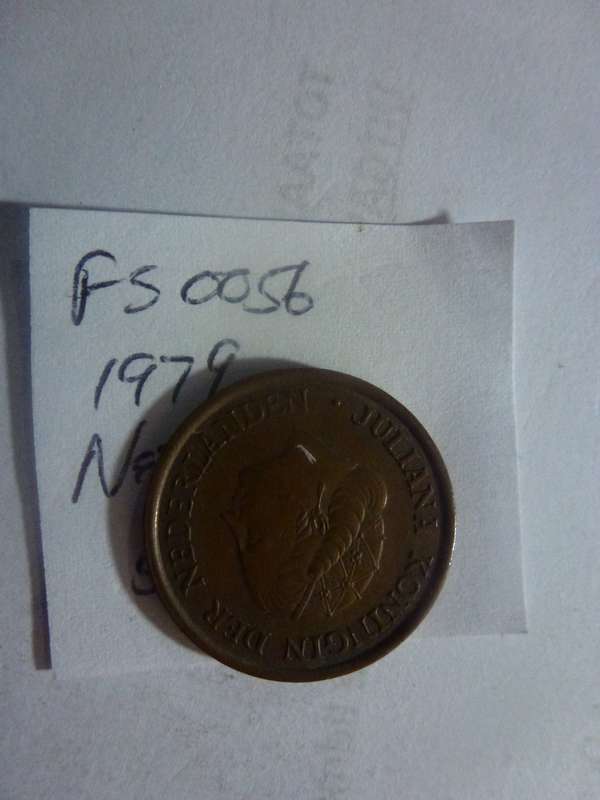 FS 0056
1979
JULIANA KONINGIN DER NEDERLANDEN